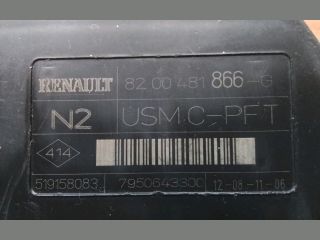 RENAULT 82 00 481 866-G
N2 USM C-PFT
414
519158083 7950643300 12-08-11-06